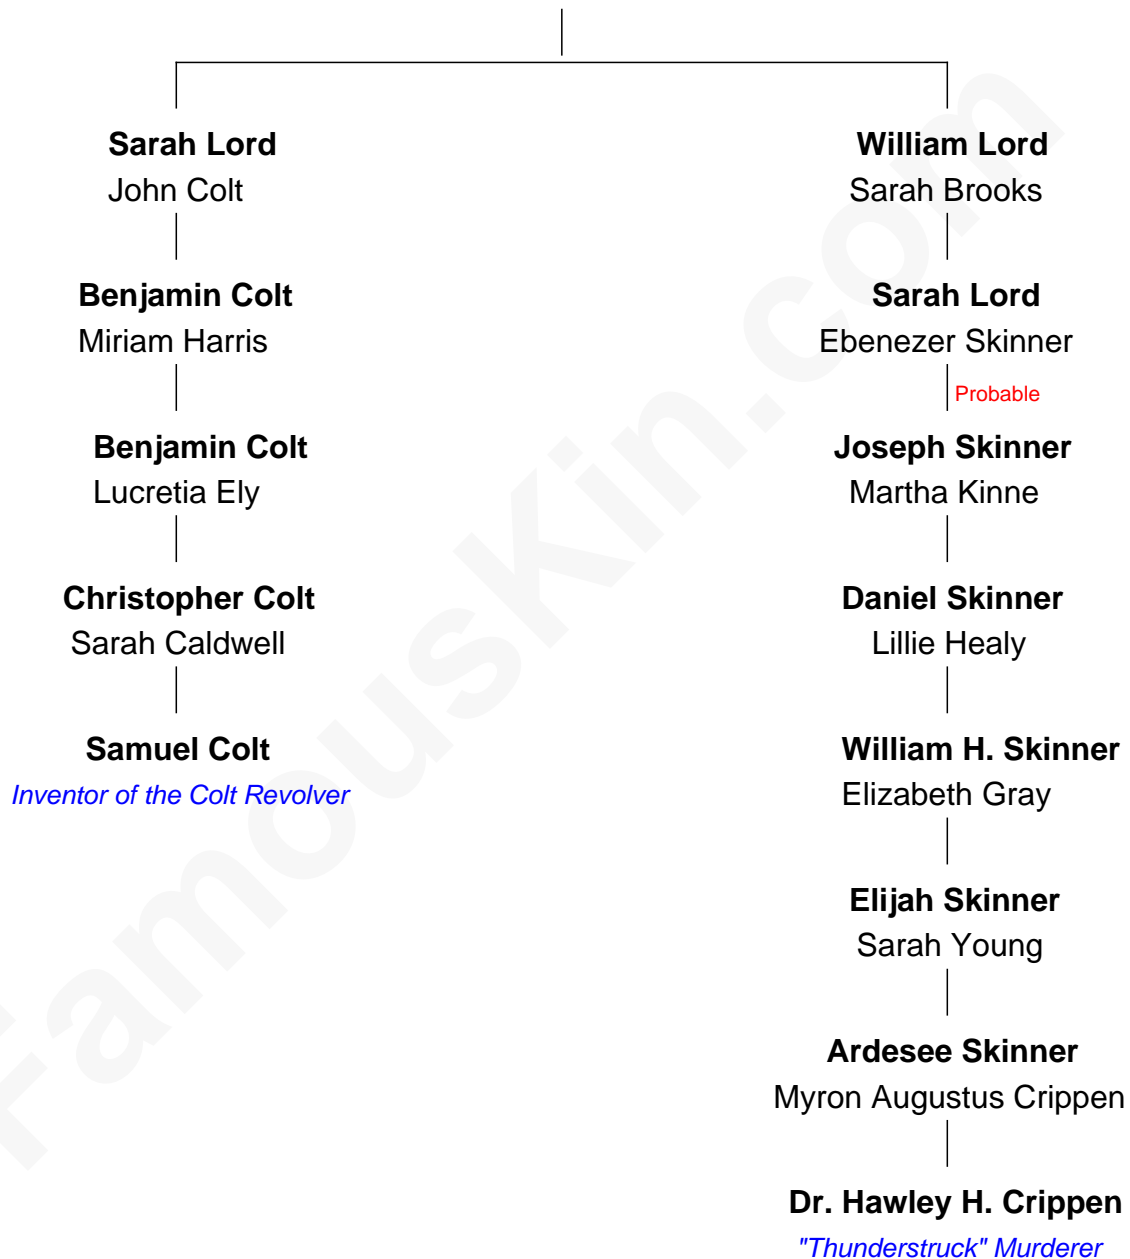 Sarah Lord
John Colt
Benjamin Colt
Miriam Harris
Benjamin Colt
Lucretia Ely
Christopher Colt
Sarah Caldwell
Samuel Colt
Inventor of the Colt Revolver
William Lord
Sarah Brooks
Sarah Lord
Ebenezer Skinner
Probable
Joseph Skinner
Martha Kinne
Daniel Skinner
Lillie Healy
William H. Skinner
Elizabeth Gray
Elijah Skinner
Sarah Young
Ardesee Skinner
Myron Augustus Crippen
Dr. Hawley H. Crippen
"Thunderstruck" Murderer
FamousKin.com